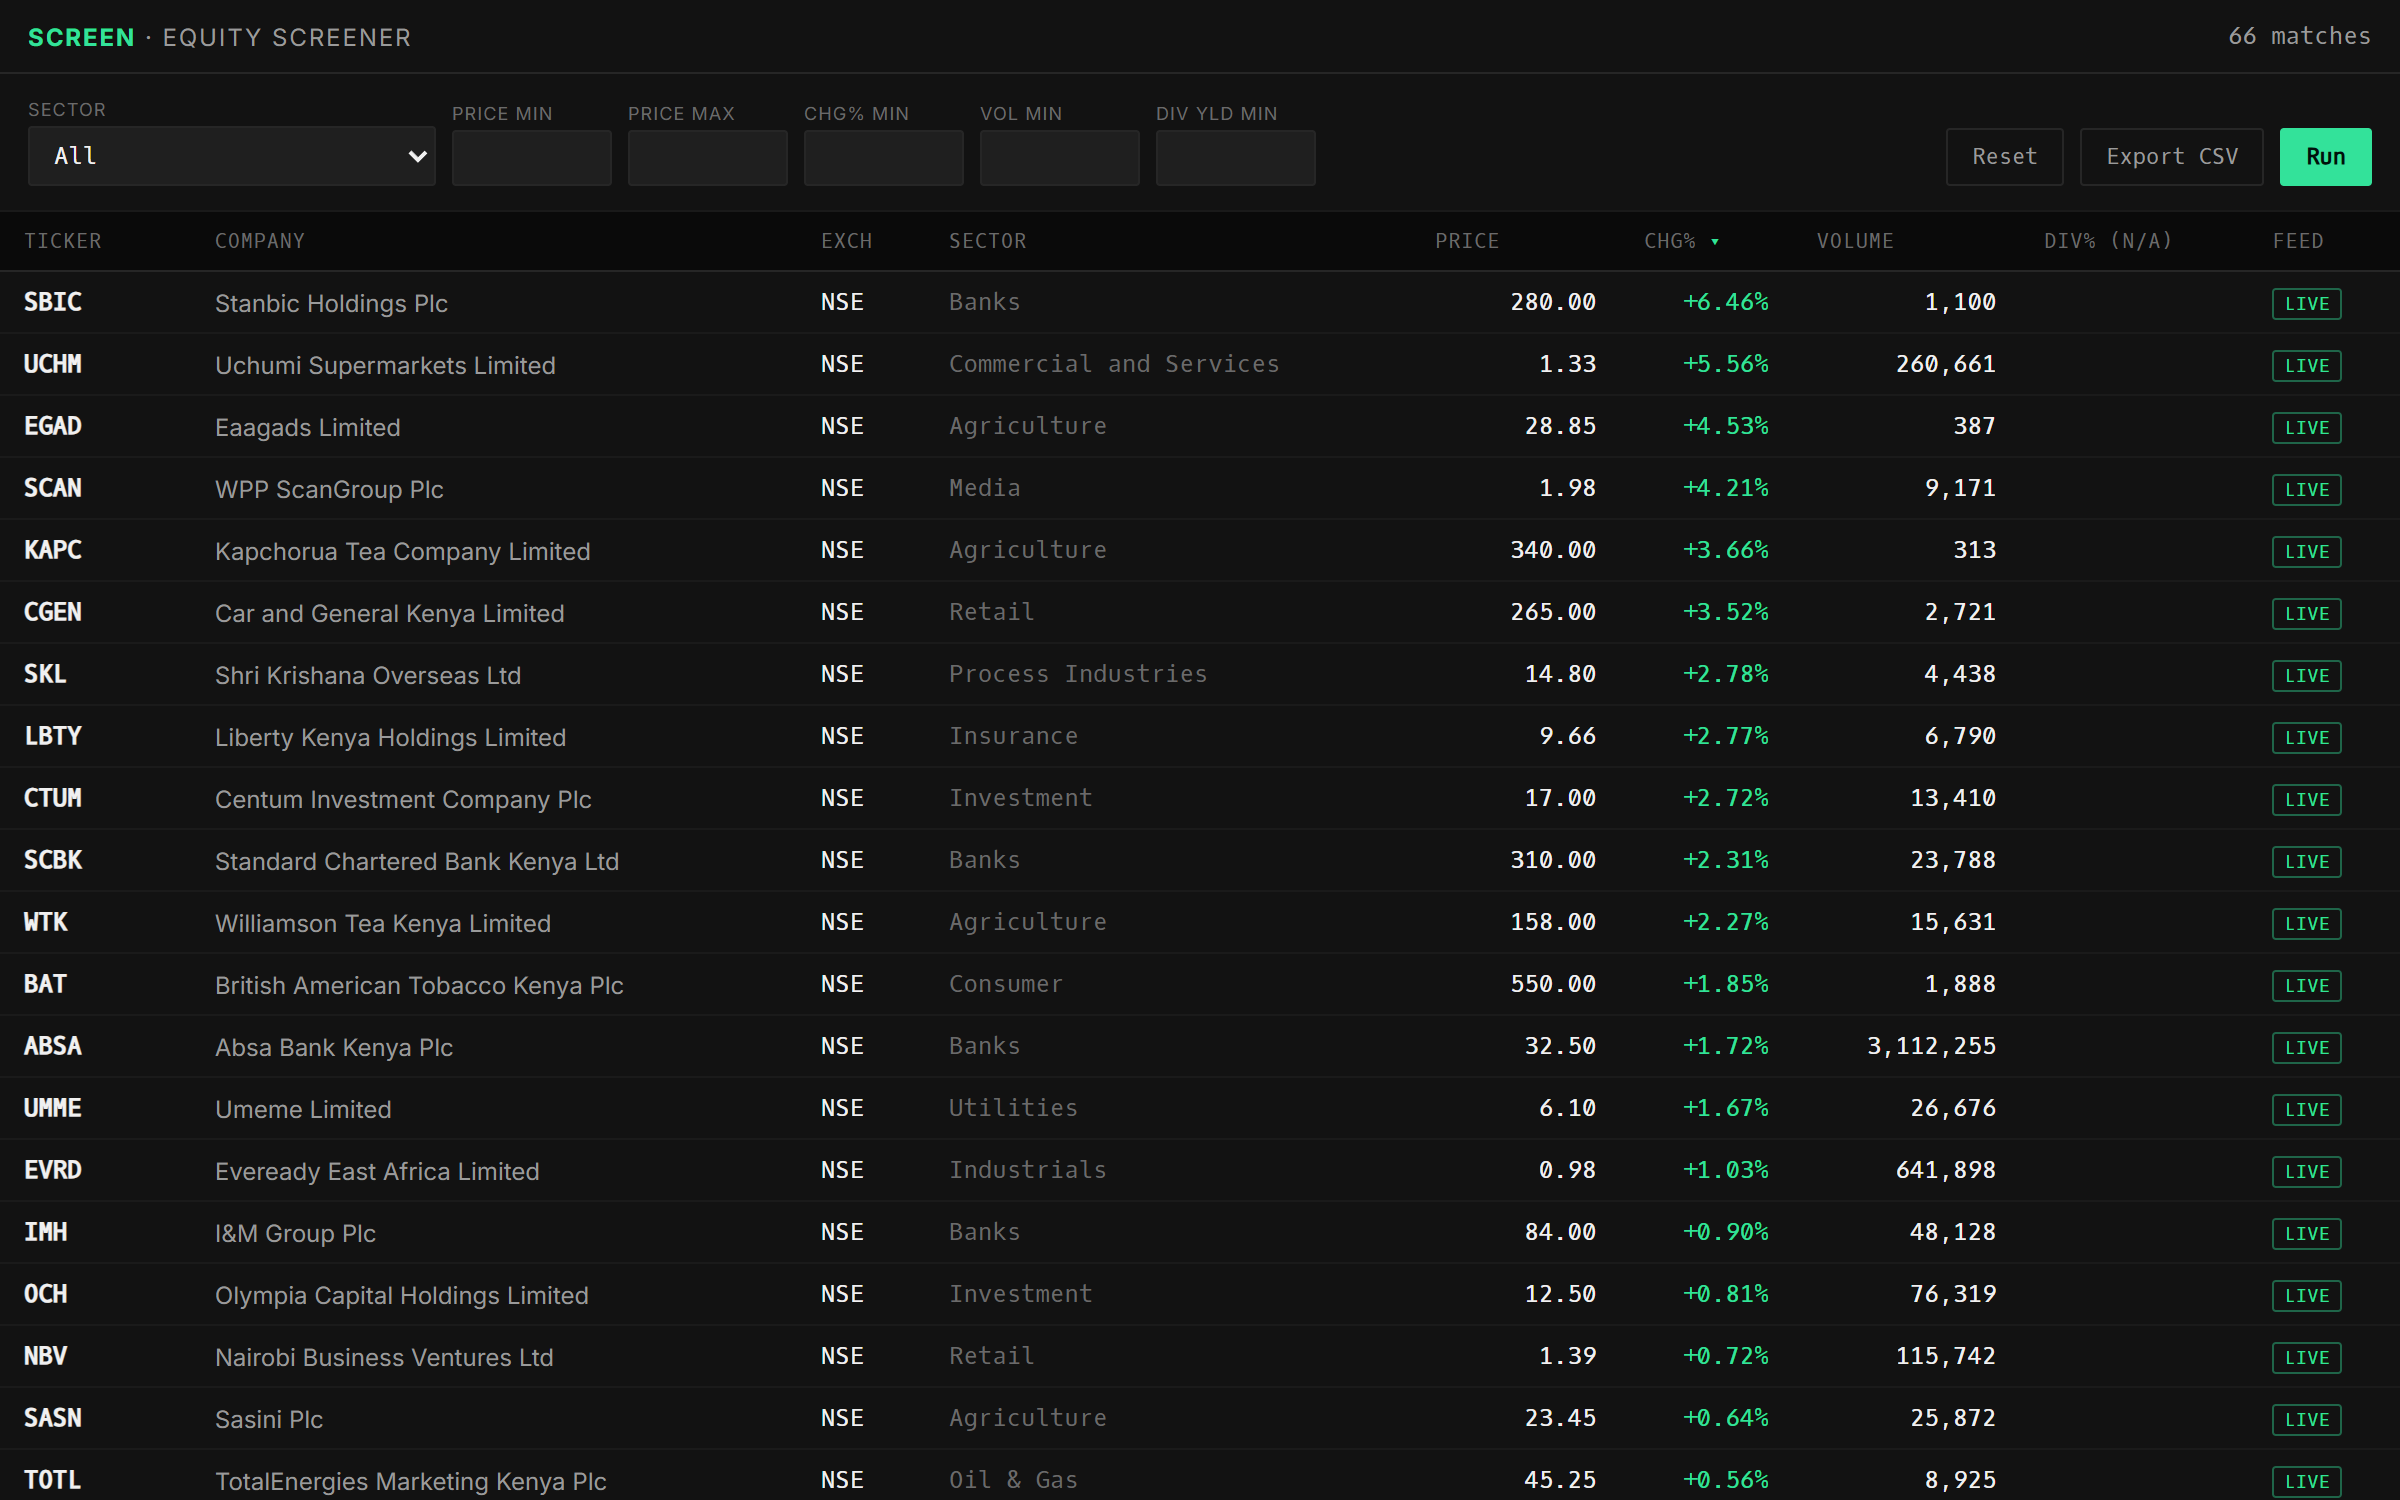 SCREEN · EQUITY SCREENER
66 matches
SECTOR PRICE MIN PRICE MAX CHG% MIN VOL MIN DIV YLD MIN
All Reset Export CSV Run
TICKER COMPANY EXCH SECTOR PRICE CHG% ▾ VOLUME DIV% (N/A) FEED
SBIC Stanbic Holdings Plc NSE Banks 280.00 +6.46% 1,100 LIVE
UCHM Uchumi Supermarkets Limited NSE Commercial and Services 1.33 +5.56% 260,661 LIVE
EGAD Eaagads Limited NSE Agriculture 28.85 +4.53% 387 LIVE
SCAN WPP ScanGroup Plc NSE Media 1.98 +4.21% 9,171 LIVE
KAPC Kapchorua Tea Company Limited NSE Agriculture 340.00 +3.66% 313 LIVE
CGEN Car and General Kenya Limited NSE Retail 265.00 +3.52% 2,721 LIVE
SKL Shri Krishana Overseas Ltd NSE Process Industries 14.80 +2.78% 4,438 LIVE
LBTY Liberty Kenya Holdings Limited NSE Insurance 9.66 +2.77% 6,790 LIVE
CTUM Centum Investment Company Plc NSE Investment 17.00 +2.72% 13,410 LIVE
SCBK Standard Chartered Bank Kenya Ltd NSE Banks 310.00 +2.31% 23,788 LIVE
WTK Williamson Tea Kenya Limited NSE Agriculture 158.00 +2.27% 15,631 LIVE
BAT British American Tobacco Kenya Plc NSE Consumer 550.00 +1.85% 1,888 LIVE
ABSA Absa Bank Kenya Plc NSE Banks 32.50 +1.72% 3,112,255 LIVE
UMME Umeme Limited NSE Utilities 6.10 +1.67% 26,676 LIVE
EVRD Eveready East Africa Limited NSE Industrials 0.98 +1.03% 641,898 LIVE
IMH I&M Group Plc NSE Banks 84.00 +0.90% 48,128 LIVE
OCH Olympia Capital Holdings Limited NSE Investment 12.50 +0.81% 76,319 LIVE
NBV Nairobi Business Ventures Ltd NSE Retail 1.39 +0.72% 115,742 LIVE
SASN Sasini Plc NSE Agriculture 23.45 +0.64% 25,872 LIVE
TOTL TotalEnergies Marketing Kenya Plc NSE Oil & Gas 45.25 +0.56% 8,925 LIVE